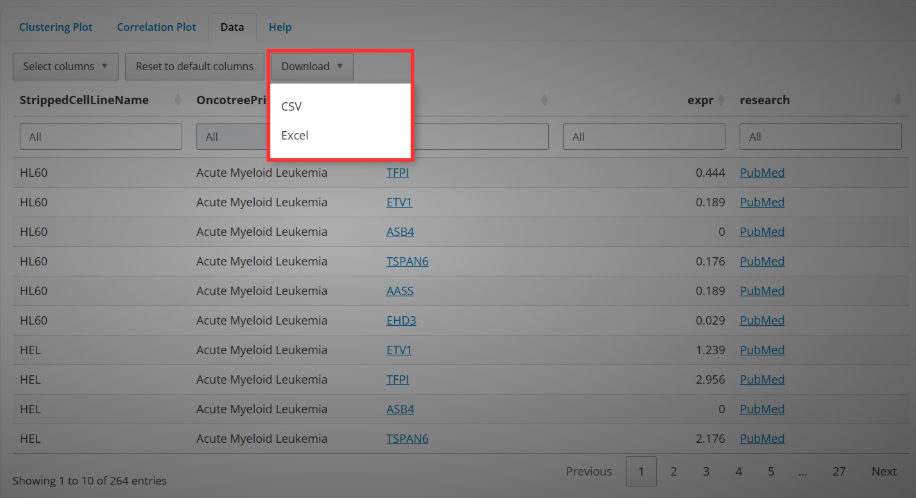 Clustering Plot Correlation Plot Data Help
Select columns ▼ Reset to default columns Download ▼
CSV
Excel
StrippedCellLineName OncotreePri expr research
All All All All
HL60 Acute Myeloid Leukemia TFPI 0.444 PubMed
HL60 Acute Myeloid Leukemia ETV1 0.189 PubMed
HL60 Acute Myeloid Leukemia ASB4 0 PubMed
HL60 Acute Myeloid Leukemia TSPAN6 0.176 PubMed
HL60 Acute Myeloid Leukemia AASS 0.189 PubMed
HL60 Acute Myeloid Leukemia EHD3 0.029 PubMed
HEL Acute Myeloid Leukemia ETV1 1.239 PubMed
HEL Acute Myeloid Leukemia TFPI 2.956 PubMed
HEL Acute Myeloid Leukemia ASB4 0 PubMed
HEL Acute Myeloid Leukemia TSPAN6 2.176 PubMed
Showing 1 to 10 of 264 entries
Previous 1 2 3 4 5 ... 27 Next